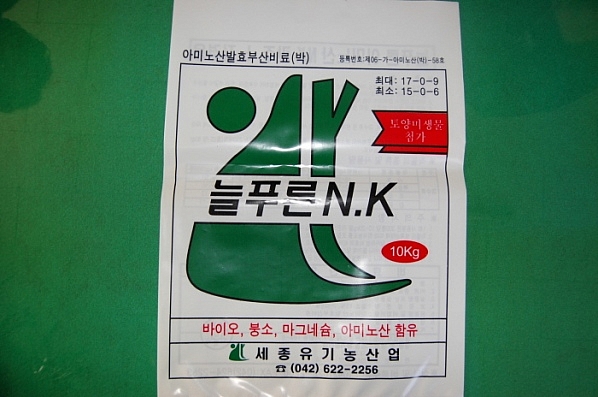 아미노산발효부산비료(박)
등록번호:제06-가-아미노산(박)-58호
최대: 17-0-9
최소: 15-0-6
토양미생물
첨가
늘푸른N.K
10Kg
바이오, 붕소, 마그네슘, 아미노산 함유
세종유기농산업
☎ (042) 622-2256